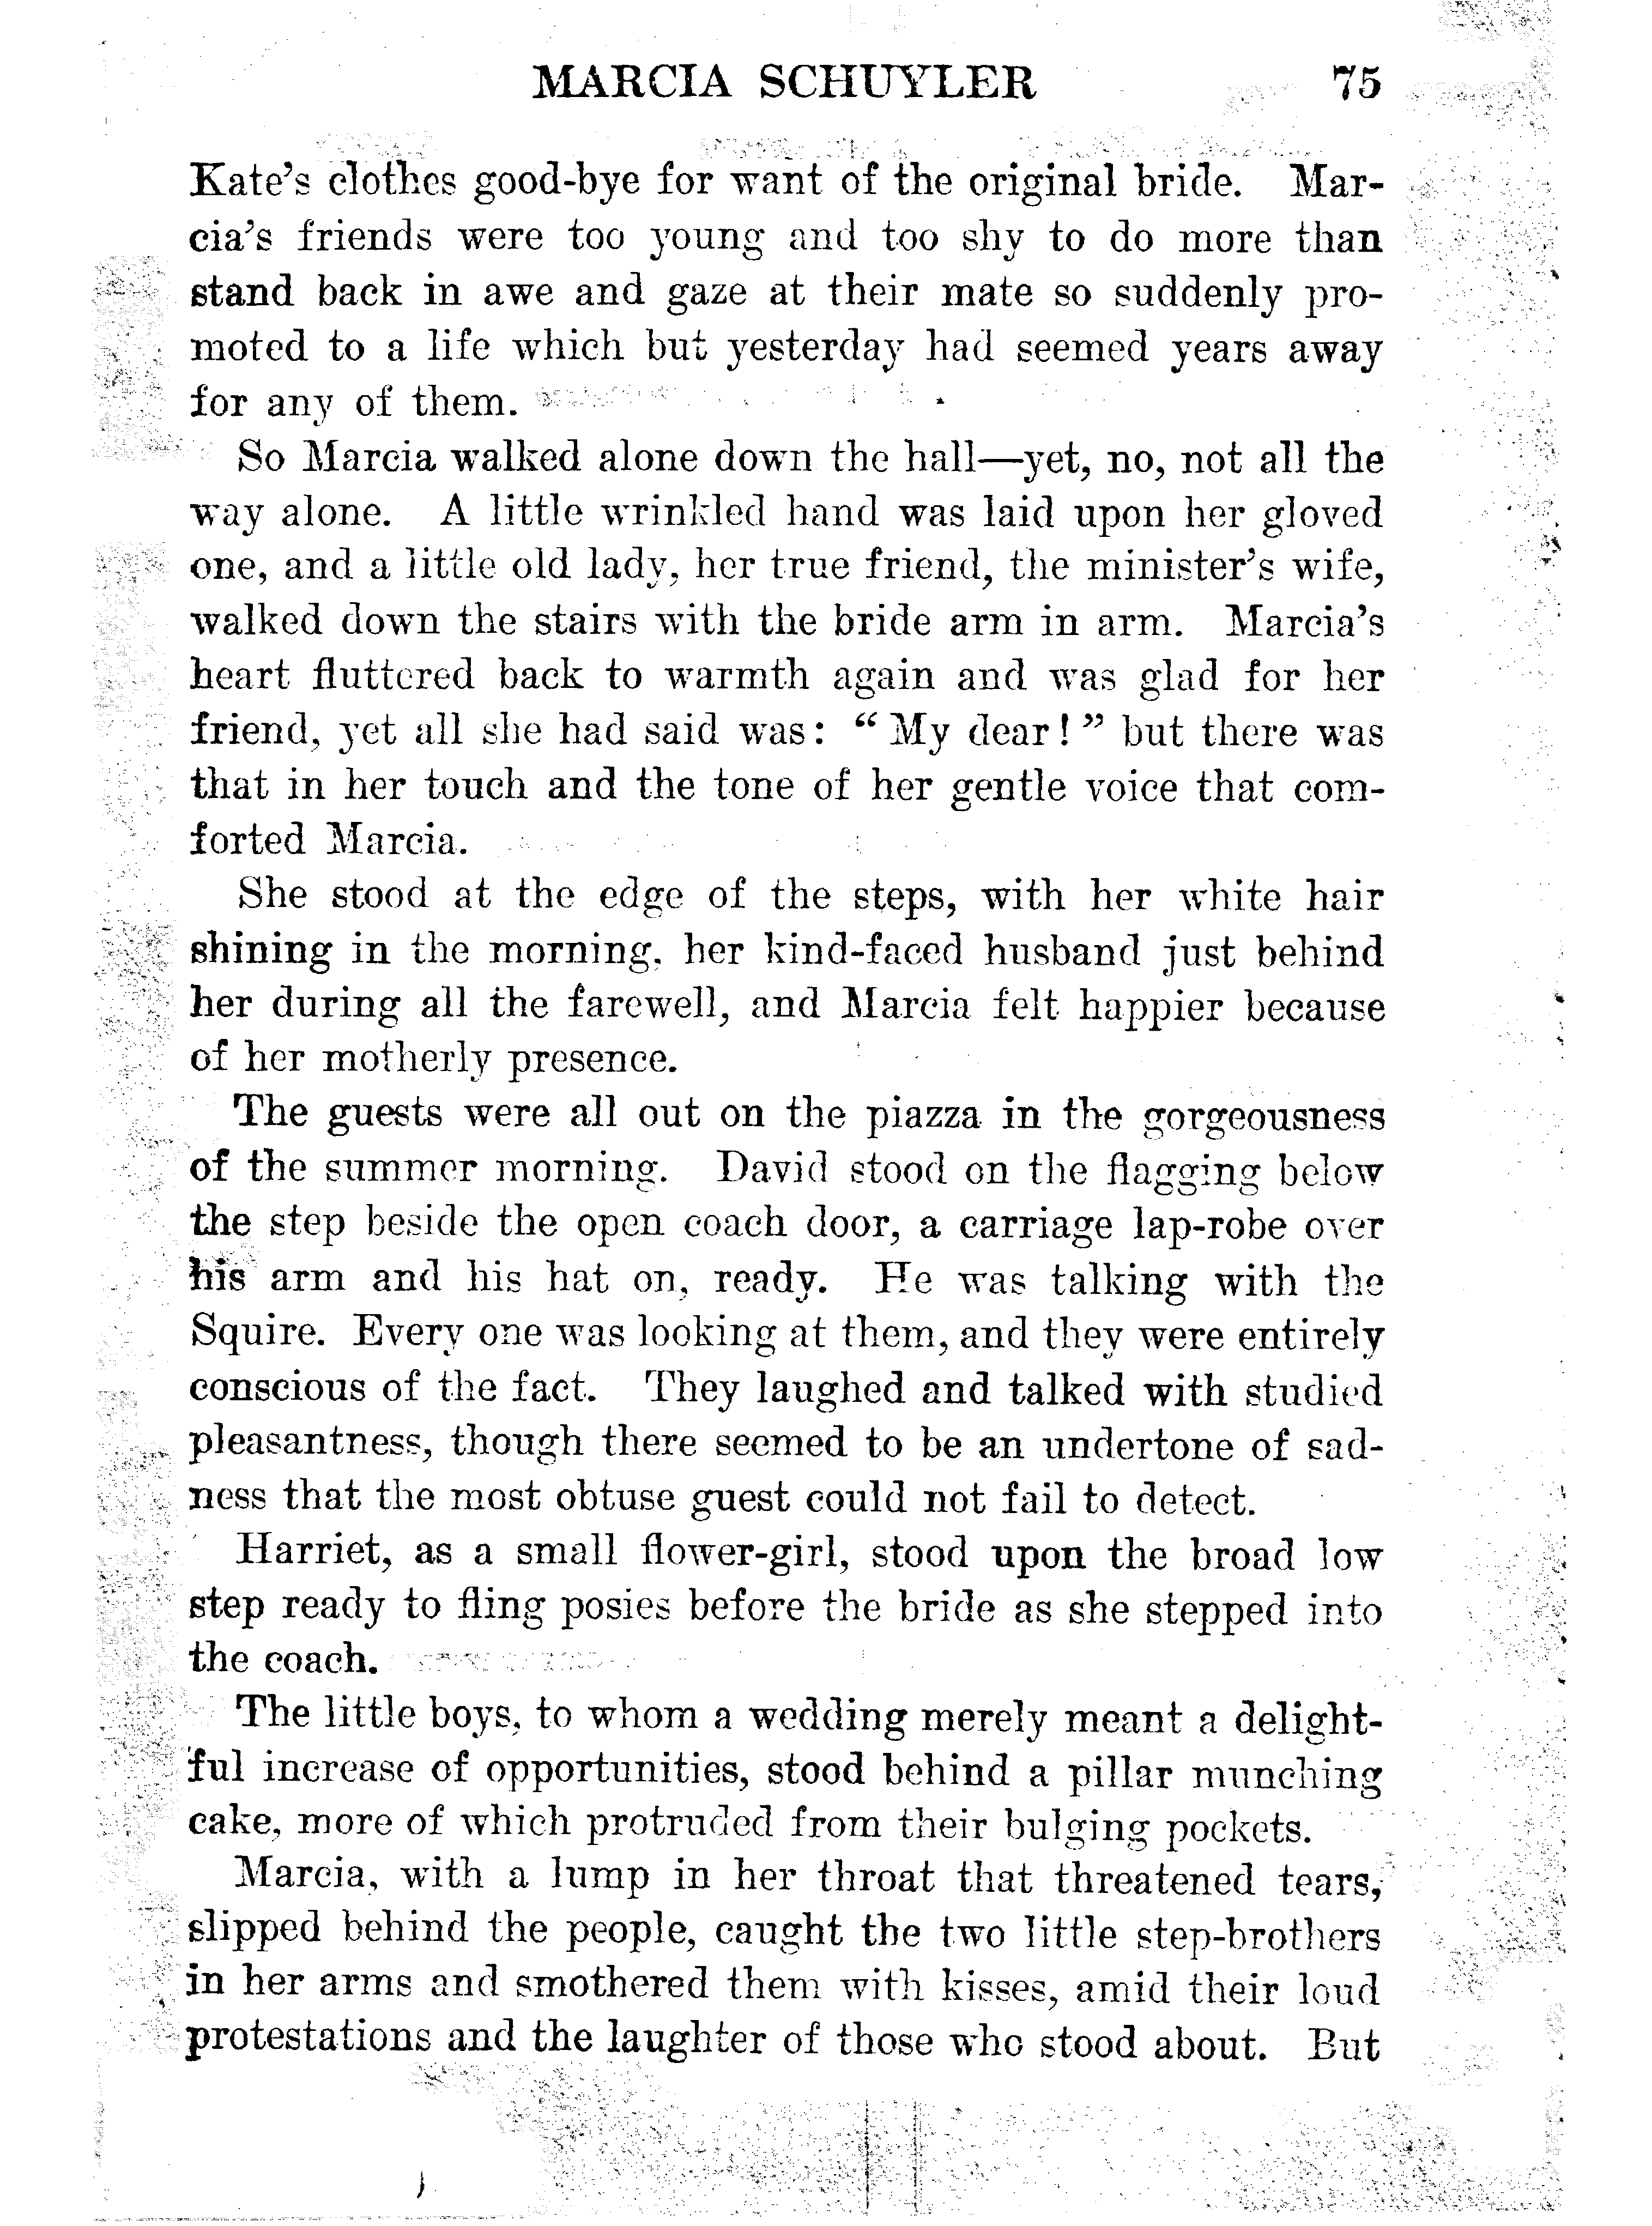 MARCIA SCHUYLER 75
Kate's clothes good-bye for want of the original bride. Mar-
cia's friends were too young and too shy to do more than
stand back in awe and gaze at their mate so suddenly pro-
moted to a life which but yesterday had seemed years away
for any of them.
So Marcia walked alone down the hall—yet, no, not all the
way alone. A little wrinkled hand was laid upon her gloved
one, and a little old lady, her true friend, the minister's wife,
walked down the stairs with the bride arm in arm. Marcia's
heart fluttered back to warmth again and was glad for her
friend, yet all she had said was: “ My dear! ” but there was
that in her touch and the tone of her gentle voice that com-
forted Marcia.
She stood at the edge of the steps, with her white hair
shining in the morning, her kind-faced husband just behind
her during all the farewell, and Marcia felt happier because
of her motherly presence.
The guests were all out on the piazza in the gorgeousness
of the summer morning. David stood on the flagging below
the step beside the open coach door, a carriage lap-robe over
his arm and his hat on, ready. He was talking with the
Squire. Every one was looking at them, and they were entirely
conscious of the fact. They laughed and talked with studied
pleasantness, though there seemed to be an undertone of sad-
ness that the most obtuse guest could not fail to detect.
Harriet, as a small flower-girl, stood upon the broad low
step ready to fling posies before the bride as she stepped into
the coach.
The little boys, to whom a wedding merely meant a delight-
ful increase of opportunities, stood behind a pillar munching
cake, more of which protruded from their bulging pockets.
Marcia, with a lump in her throat that threatened tears,
slipped behind the people, caught the two little step-brothers
in her arms and smothered them with kisses, amid their loud
protestations and the laughter of those who stood about. But